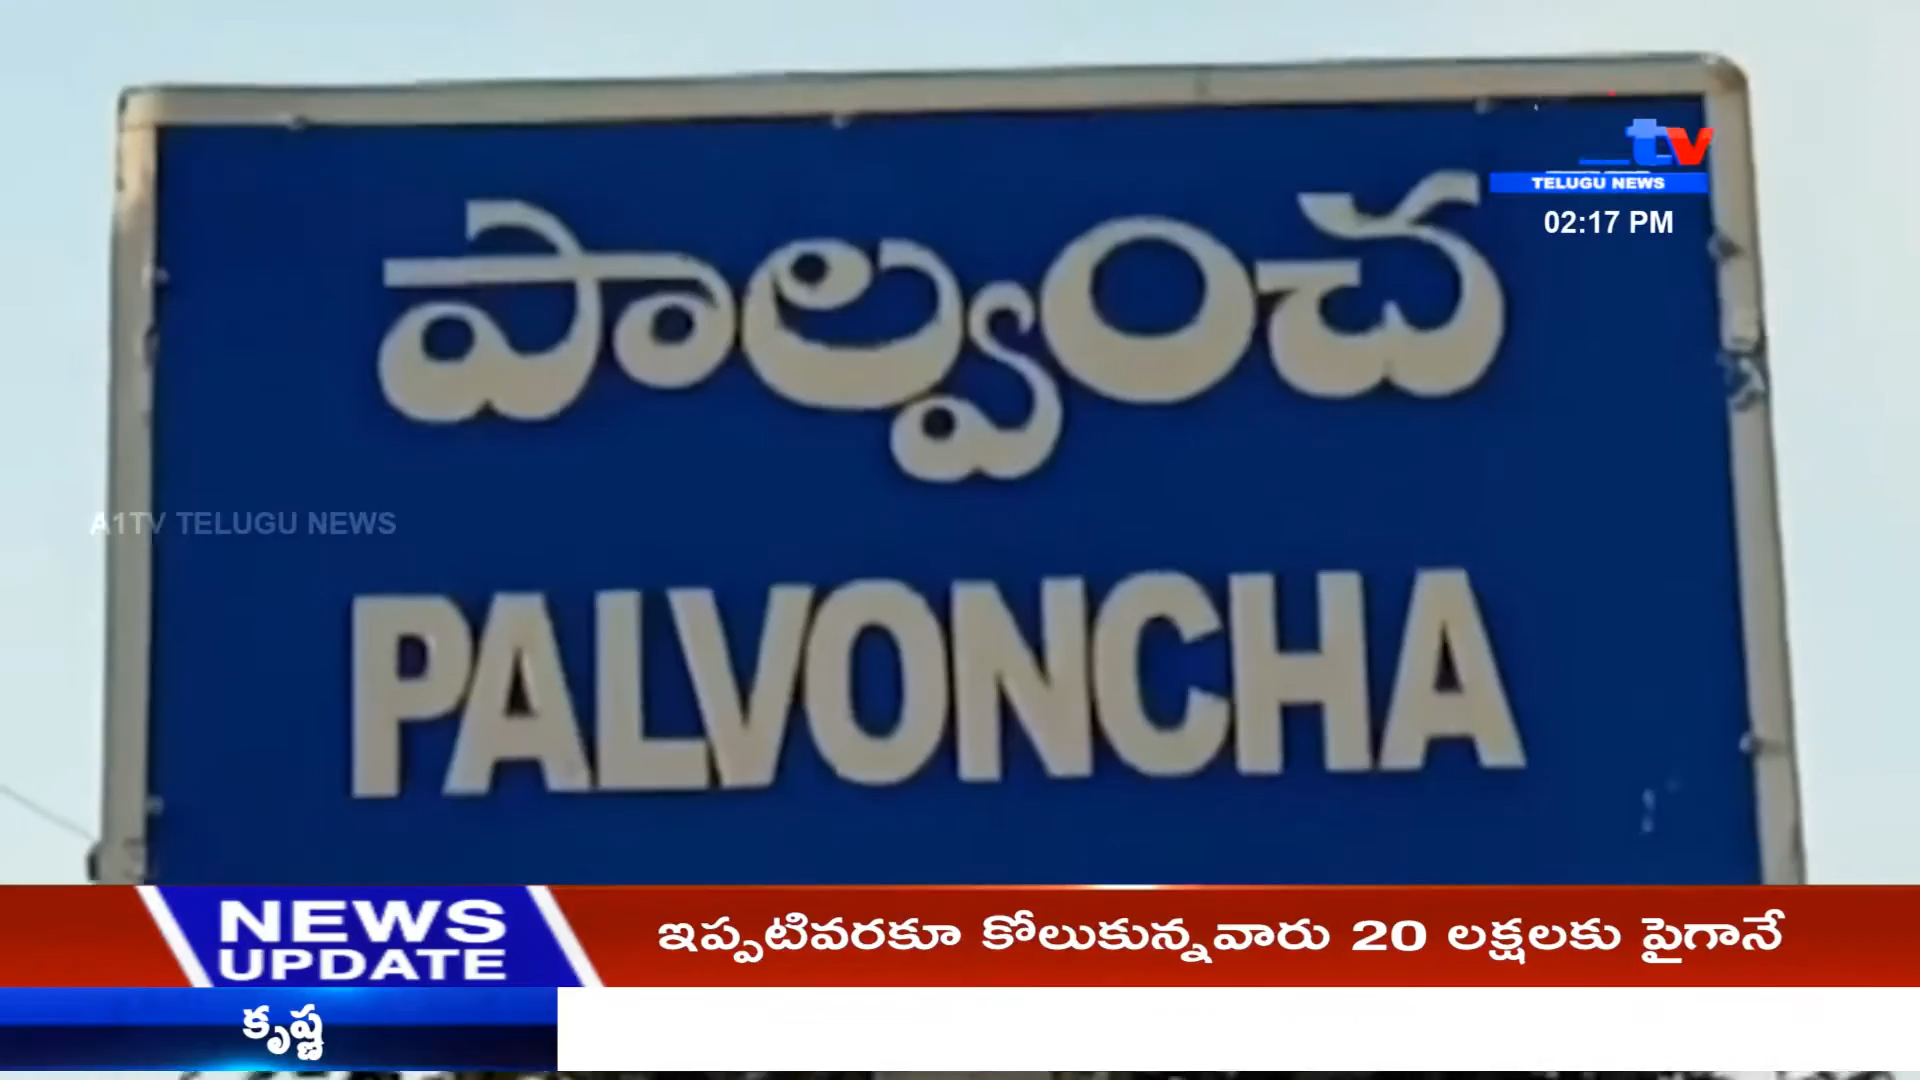 tv
TELUGU NEWS
02:17 PM
పాల్వంచ
A1TV TELUGU NEWS
PALVONCHA
NEWS
UPDATE
ఇప్పటివరకూ కోలుకున్నవారు 20 లక్షలకు పైగానే
కృష్ణ